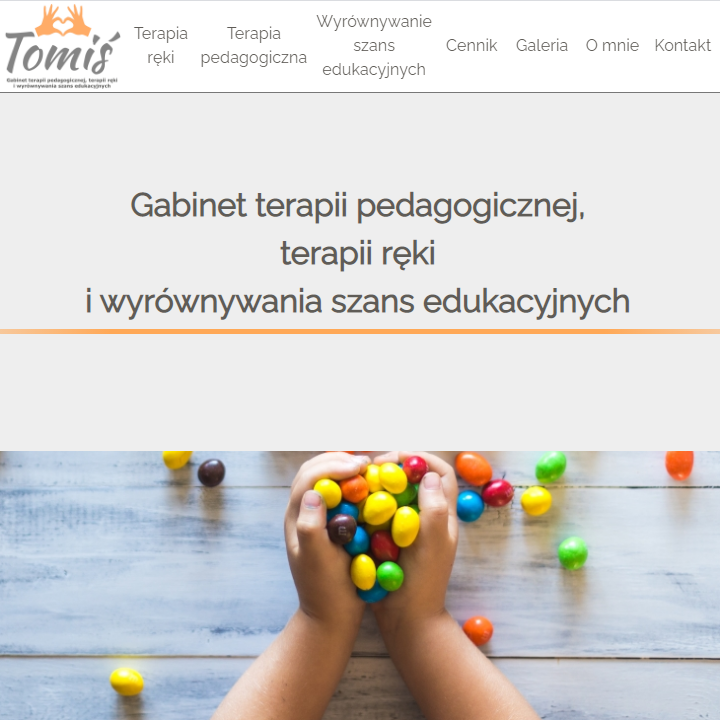 Tomiś
Gabinet terapii pedagogicznej, terapii ręki
i wyrównywania szans edukacyjnych
Terapia
ręki
Terapia
pedagogiczna
Wyrównywanie
szans
edukacyjnych
Cennik
Galeria
O mnie
Kontakt
Gabinet terapii pedagogicznej,
terapii ręki
i wyrównywania szans edukacyjnych